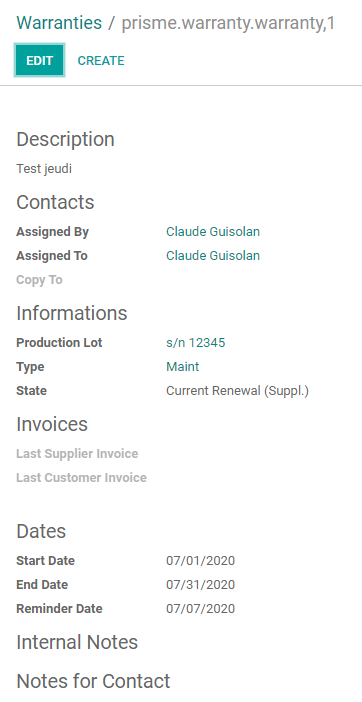 Warranties / prisme.warranty.warranty,1
EDIT CREATE
Description
Test jeudi
Contacts
Assigned By Claude Guisolan
Assigned To Claude Guisolan
Copy To
Informations
Production Lot s/n 12345
Type Maint
State Current Renewal (Suppl.)
Invoices
Last Supplier Invoice
Last Customer Invoice
Dates
Start Date 07/01/2020
End Date 07/31/2020
Reminder Date 07/07/2020
Internal Notes
Notes for Contact